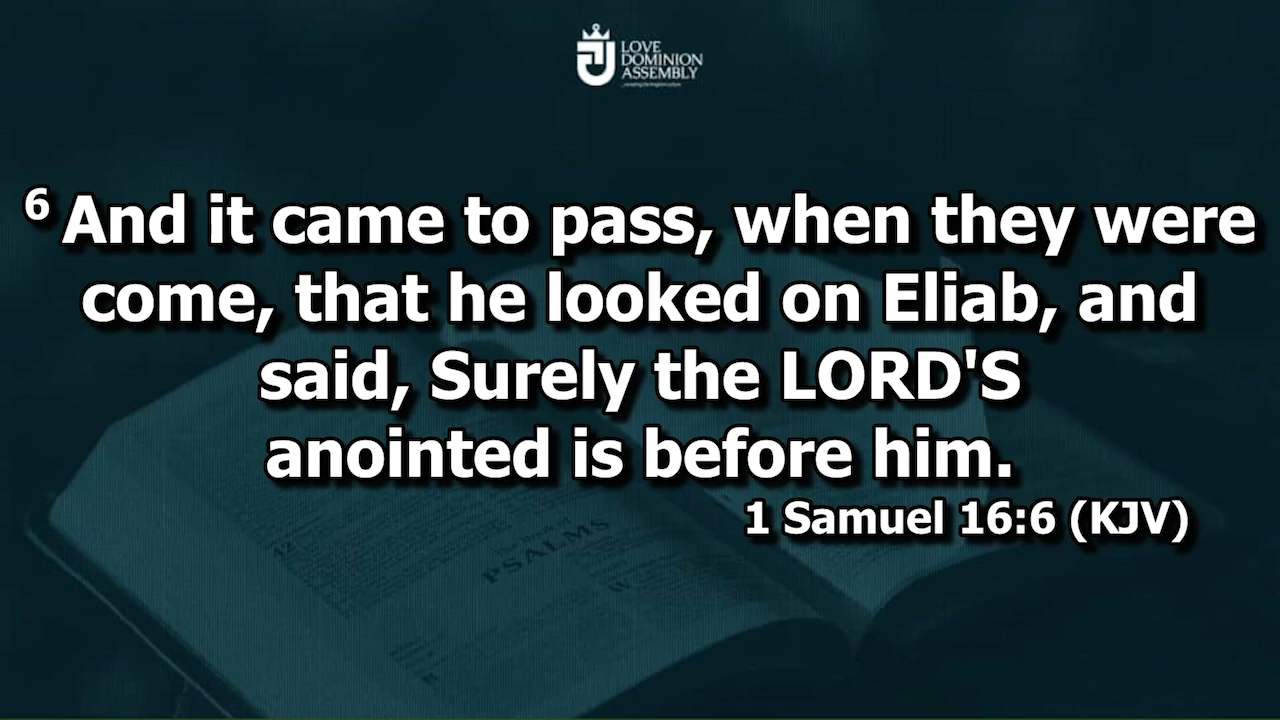 LOVE
DOMINION
ASSEMBLY
6 And it came to pass, when they were
come, that he looked on Eliab, and
said, Surely the LORD'S
anointed is before him.
1 Samuel 16:6 (KJV)
PSALMS